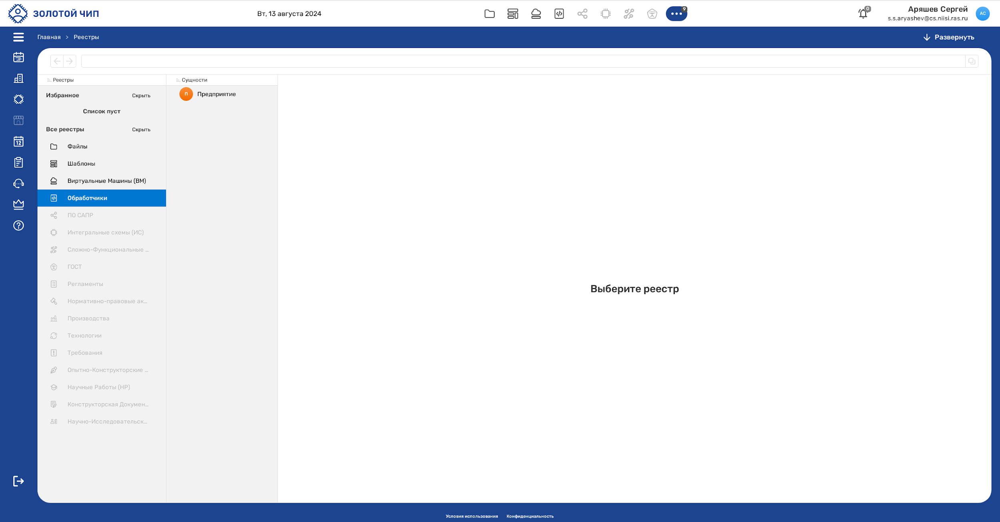 ЗОЛОТОЙ ЧИП
Вт, 13 августа 2024
9
0
Аряшев Сергей
s.s.aryashev@cs.niisi.ras.ru
АС
Главная > Реестры
Развернуть
Реестры
Сущности
Избранное
Скрыть
П
Предприятие
Список пуст
Все реестры
Скрыть
12
Файлы
Шаблоны
Виртуальные Машины (ВМ)
Обработчики
ПО САПР
Интегральные схемы (ИС)
Сложно-Функциональные ...
ГОСТ
Регламенты
Нормативно-правовые ак...
Производства
Технологии
Требования
Опытно-Конструкторские ...
Научные Работы (НР)
Конструкторская Докумен...
Научно-Исследовательск...
Выберите реестр
Условия использования
Конфиденциальность